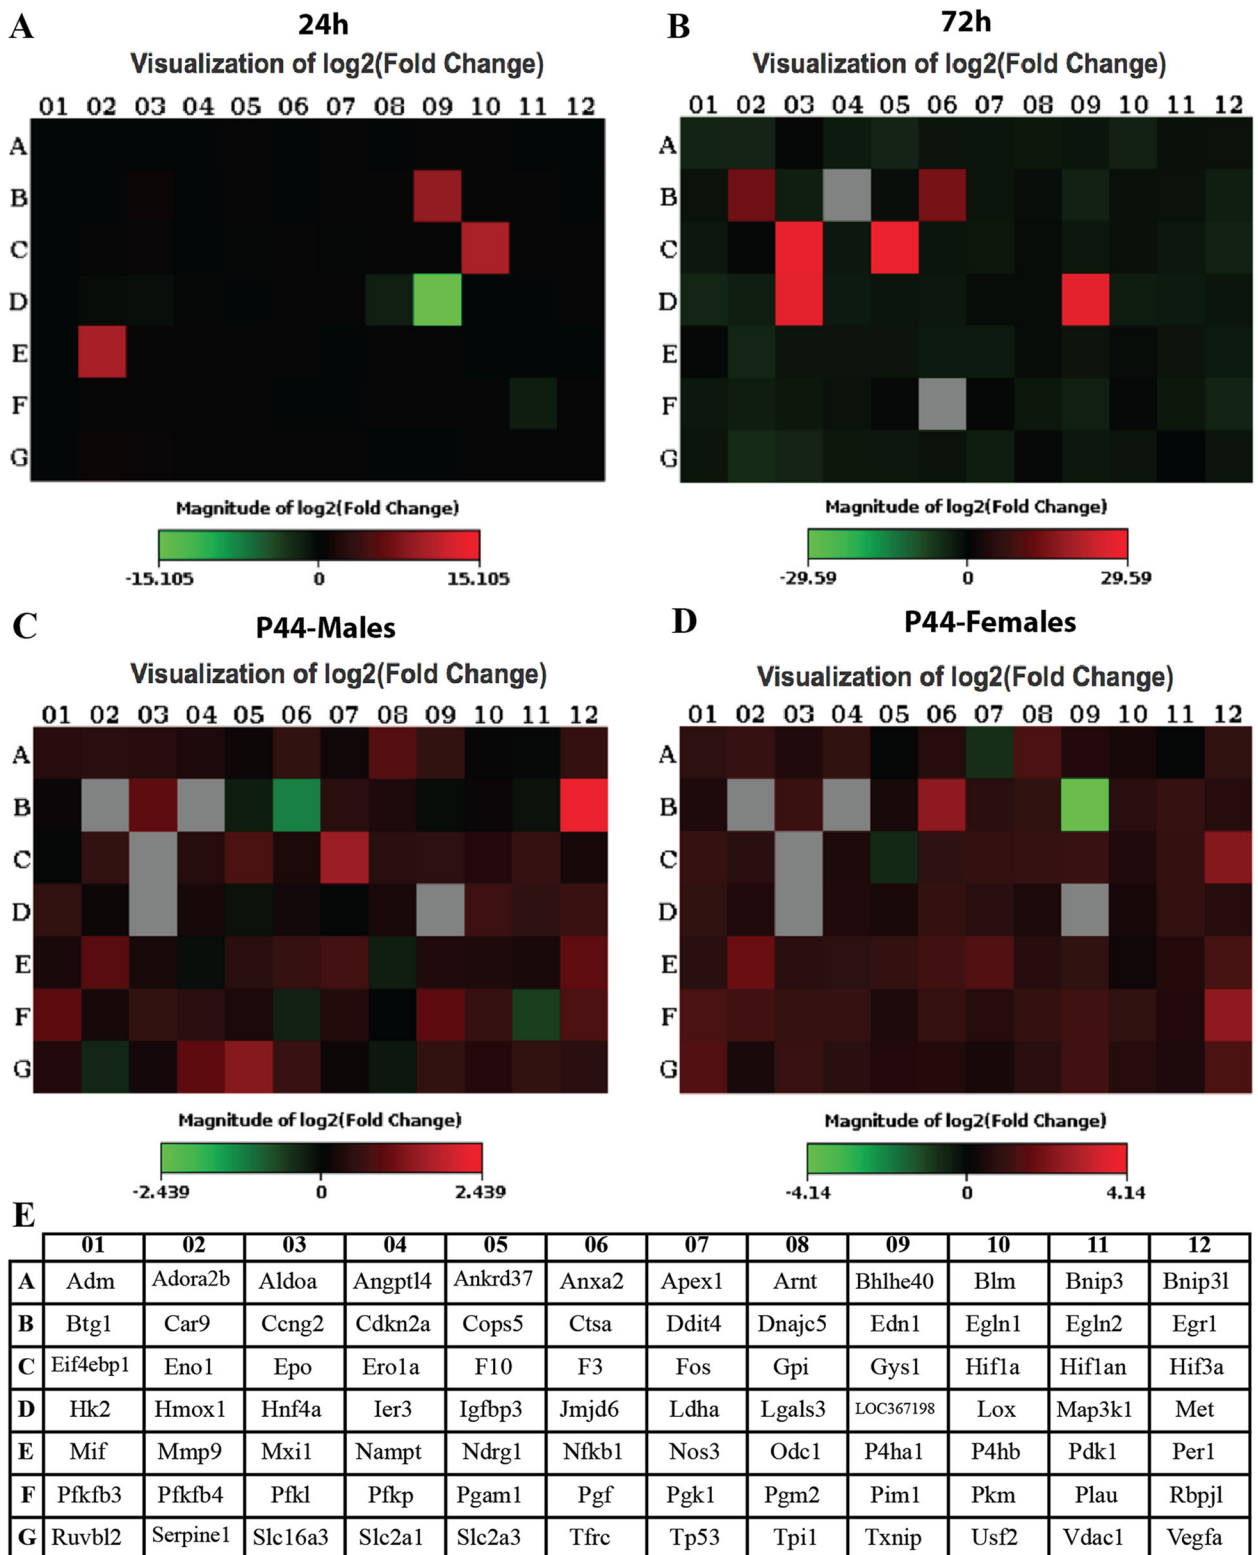 A
24h
Visualization of log2(Fold Change)
01 02 03 04 05 06 07 08 09 10 11 12
A
B
C
D
E
F
G
Magnitude of log2(Fold Change)
-15.105 0 15.105
B
72h
Visualization of log2(Fold Change)
01 02 03 04 05 06 07 08 09 10 11 12
A
B
C
D
E
F
G
Magnitude of log2(Fold Change)
-29.59 0 29.59
C
P44-Males
Visualization of log2(Fold Change)
01 02 03 04 05 06 07 08 09 10 11 12
A
B
C
D
E
F
G
Magnitude of log2(Fold Change)
-2.439 0 2.439
D
P44-Females
Visualization of log2(Fold Change)
01 02 03 04 05 06 07 08 09 10 11 12
A
B
C
D
E
F
G
Magnitude of log2(Fold Change)
-4.14 0 4.14
E
01 02 03 04 05 06 07 08 09 10 11 12
A Adm Adora2b Aldoa Angptl4 Ankrd37 Anxa2 Apex1 Arnt Bhlhe40 Blm Bnip3 Bnip3l
B Btg1 Car9 Ccng2 Cdkn2a Cops5 Ctsa Ddit4 Dnajc5 Edn1 Egln1 Egln2 Egr1
C Eif4ebp1 Eno1 Epo Ero1a F10 F3 Fos Gpi Gys1 Hif1a Hif1an Hif3a
D Hk2 Hmox1 Hnf4a Ier3 Igfbp3 Jmjd6 Ldha Lgals3 LOC367198 Lox Map3k1 Met
E Mif Mmp9 Mxi1 Nampt Ndrg1 Nfkb1 Nos3 Odc1 P4ha1 P4hb Pdk1 Per1
F Pfkfb3 Pfkfb4 Pfkl Pfkp Pgam1 Pgf Pgk1 Pgm2 Pim1 Pkm Plau Rbpjl
G Ruvbl2 Serpine1 Slc16a3 Slc2a1 Slc2a3 Tfrc Tp53 Tpi1 Txnip Usf2 Vdac1 Vegfa